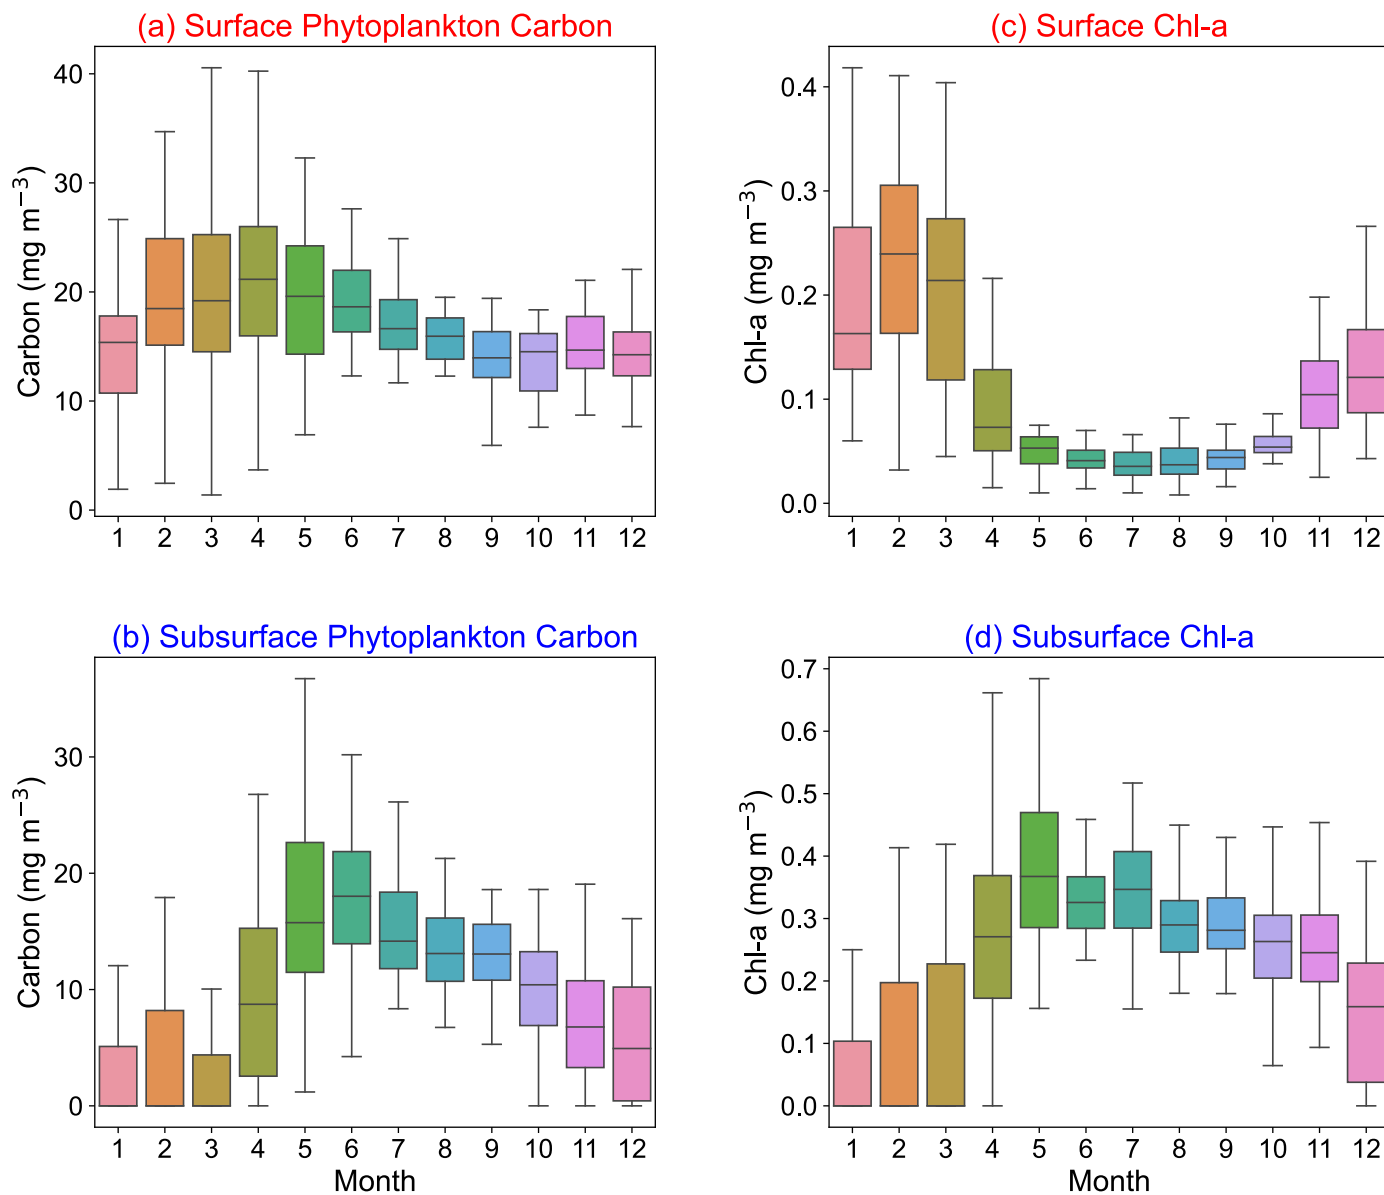 (a) Surface Phytoplankton Carbon
Carbon (mg m⁻³)
40
30
20
10
0
1 2 3 4 5 6 7 8 9 10 11 12
(c) Surface Chl-a
Chl-a (mg m⁻³)
0.4
0.3
0.2
0.1
0.0
1 2 3 4 5 6 7 8 9 10 11 12
(b) Subsurface Phytoplankton Carbon
Carbon (mg m⁻³)
30
20
10
0
1 2 3 4 5 6 7 8 9 10 11 12
Month
(d) Subsurface Chl-a
Chl-a (mg m⁻³)
0.7
0.6
0.5
0.4
0.3
0.2
0.1
0.0
1 2 3 4 5 6 7 8 9 10 11 12
Month